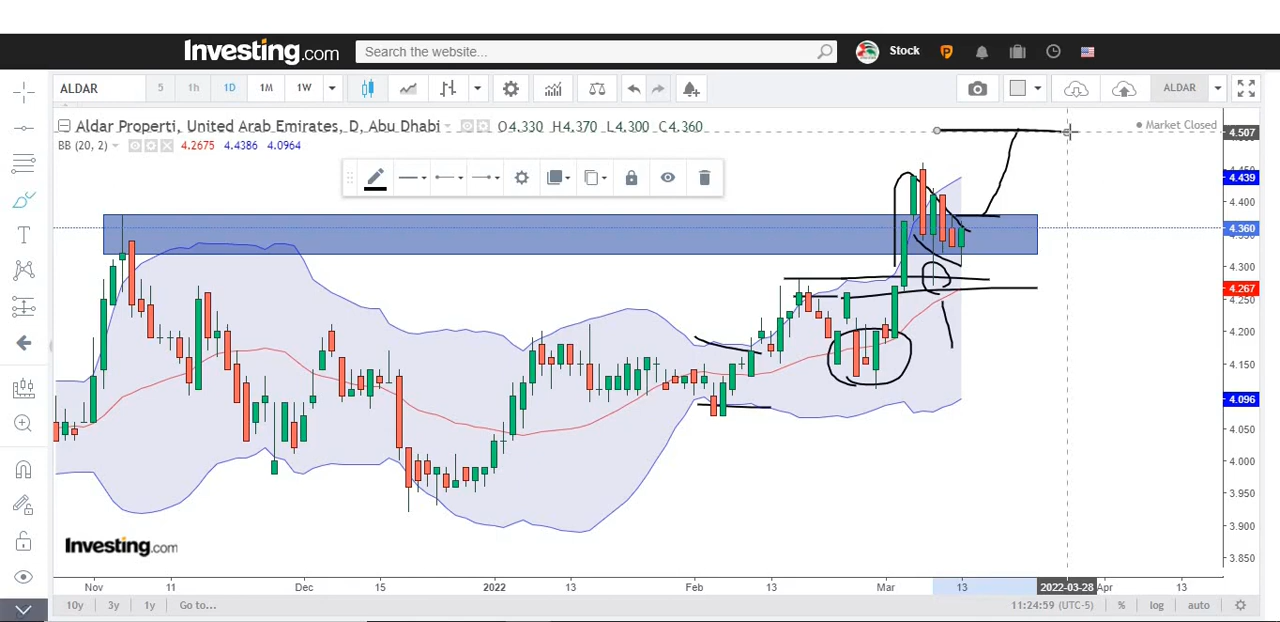 Investing.com Search the website... Stock P
ALDAR 5 1h 1D 1M 1W ALDAR
Aldar Properti, United Arab Emirates, D, Abu Dhabi O4.330 H4.370 L4.300 C4.360 Market Closed
BB (20, 2) 4.2675 4.4386 4.0964
4.507
4.439
4.400
4.360
4.300
4.267
4.250
4.200
4.150
4.096
4.050
4.000
3.950
3.900
3.850
Investing.com
Nov 11 Dec 15 2022 13 Feb 13 Mar 13 2022-03-28 Apr 13
10y 3y 1y Go to... 11:24:59 (UTC-5) % log auto
T